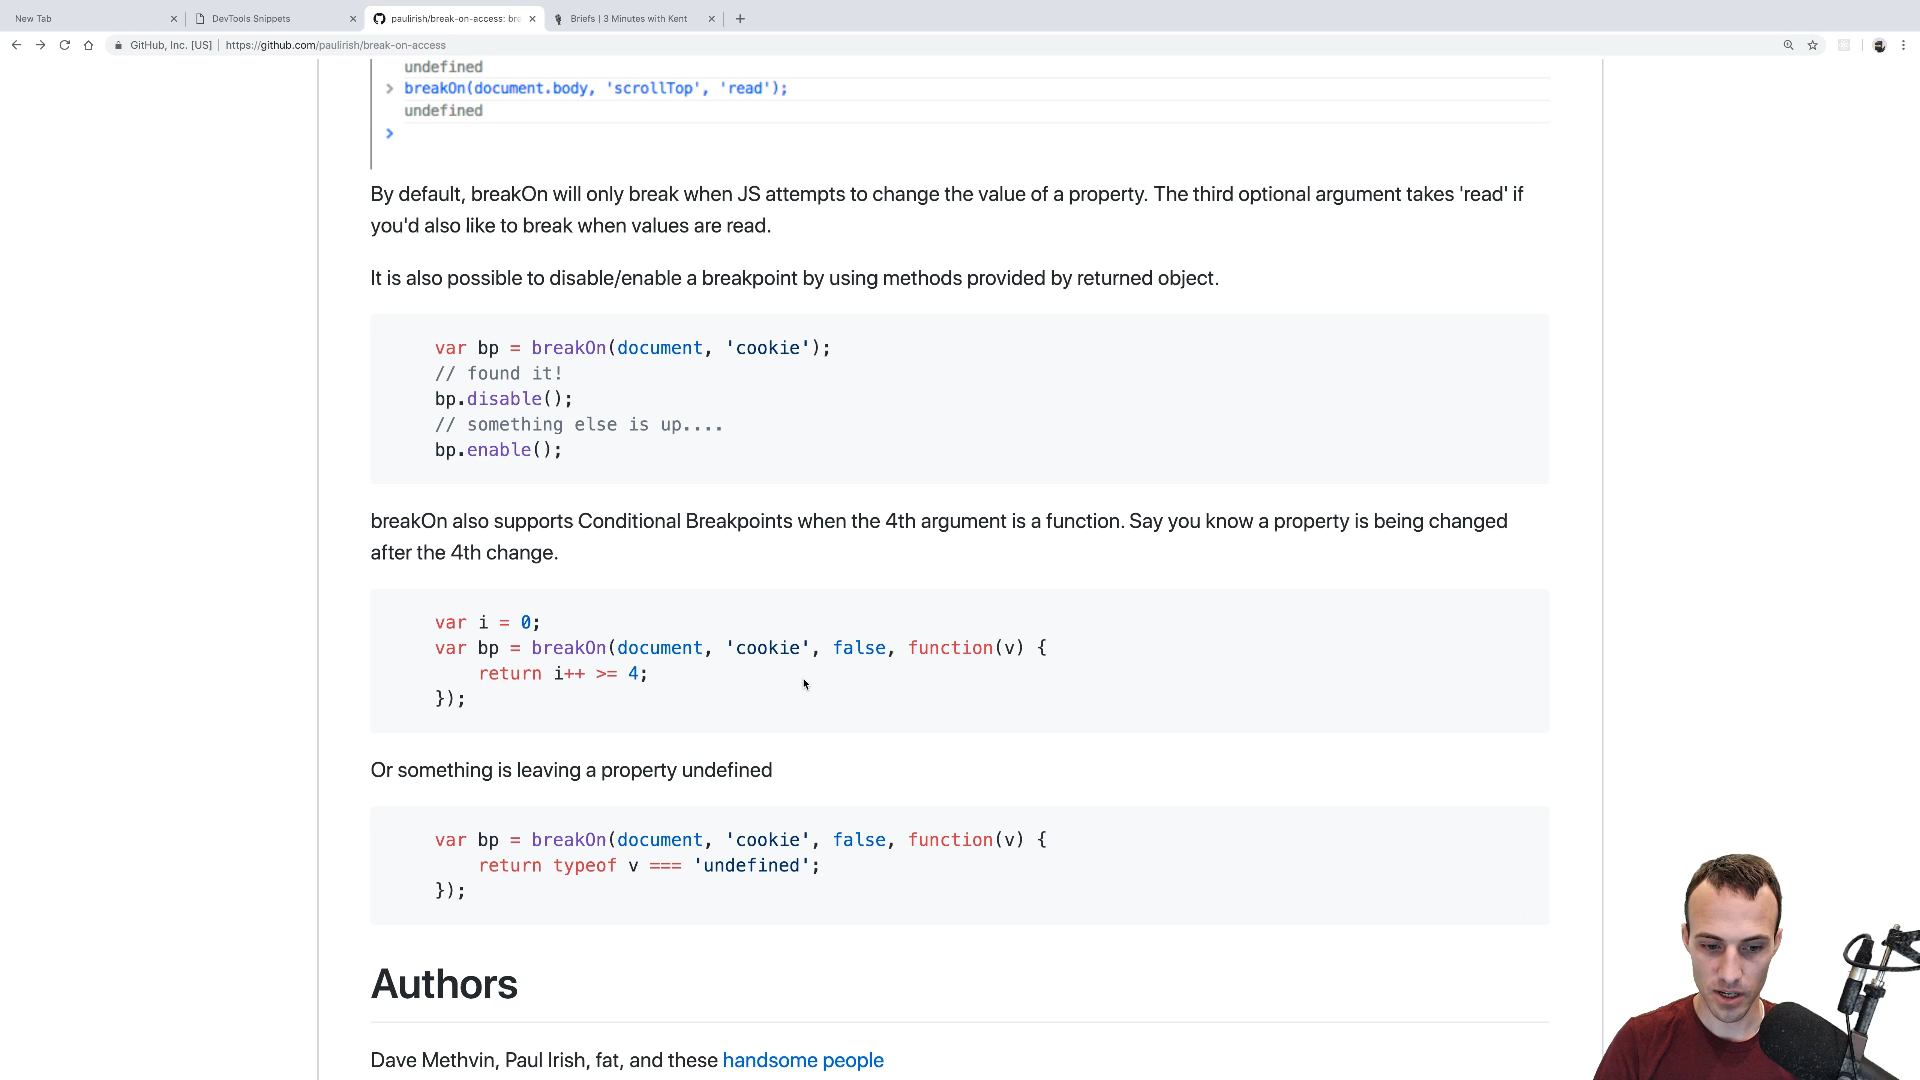 New Tab
DevTools Snippets
paulirish/break-on-access: bre
Briefs | 3 Minutes with Kent
GitHub, Inc. [US]
https://github.com/paulirish/break-on-access
undefined
> breakOn(document.body, 'scrollTop', 'read');
undefined
>
By default, breakOn will only break when JS attempts to change the value of a property. The third optional argument takes 'read' if
you'd also like to break when values are read.
It is also possible to disable/enable a breakpoint by using methods provided by returned object.
var bp = breakOn(document, 'cookie');
// found it!
bp.disable();
// something else is up....
bp.enable();
breakOn also supports Conditional Breakpoints when the 4th argument is a function. Say you know a property is being changed
after the 4th change.
var i = 0;
var bp = breakOn(document, 'cookie', false, function(v) {
return i++ >= 4;
});
Or something is leaving a property undefined
var bp = breakOn(document, 'cookie', false, function(v) {
return typeof v === 'undefined';
});
Authors
Dave Methvin, Paul Irish, fat, and these handsome people